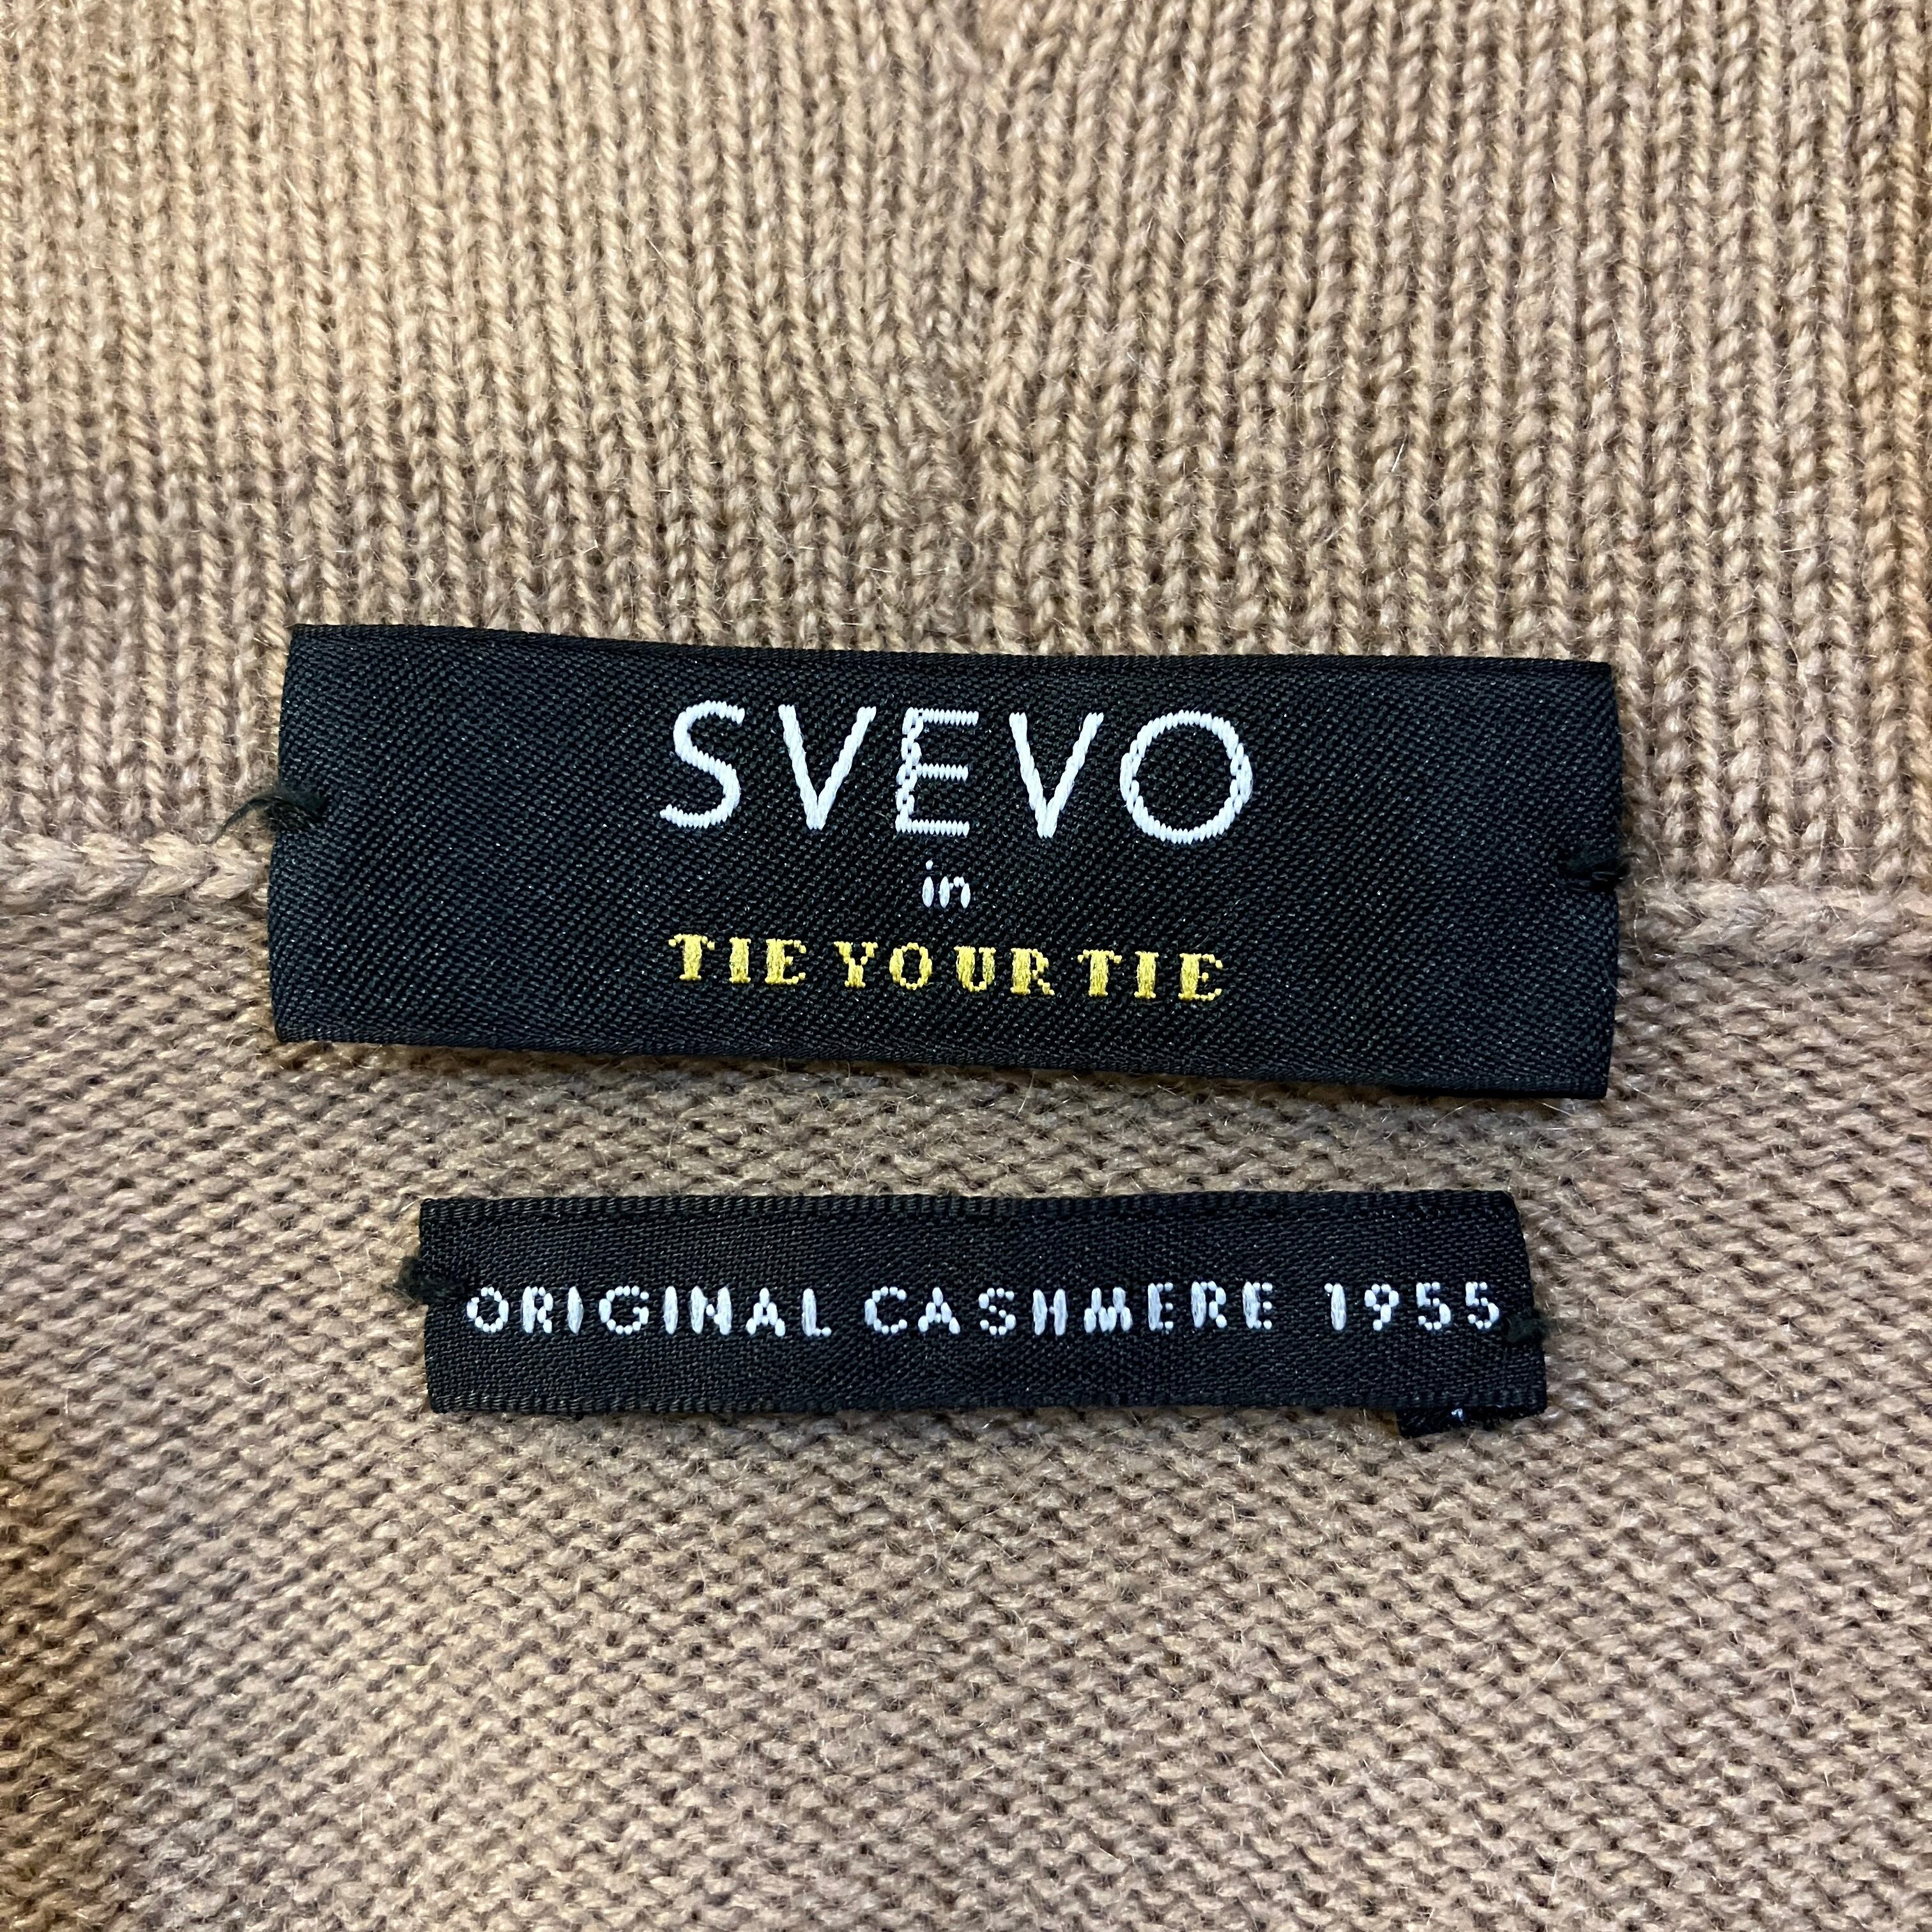 SVEVO
in
TIE YOUR TIE
ORIGINAL CASHMERE 1955